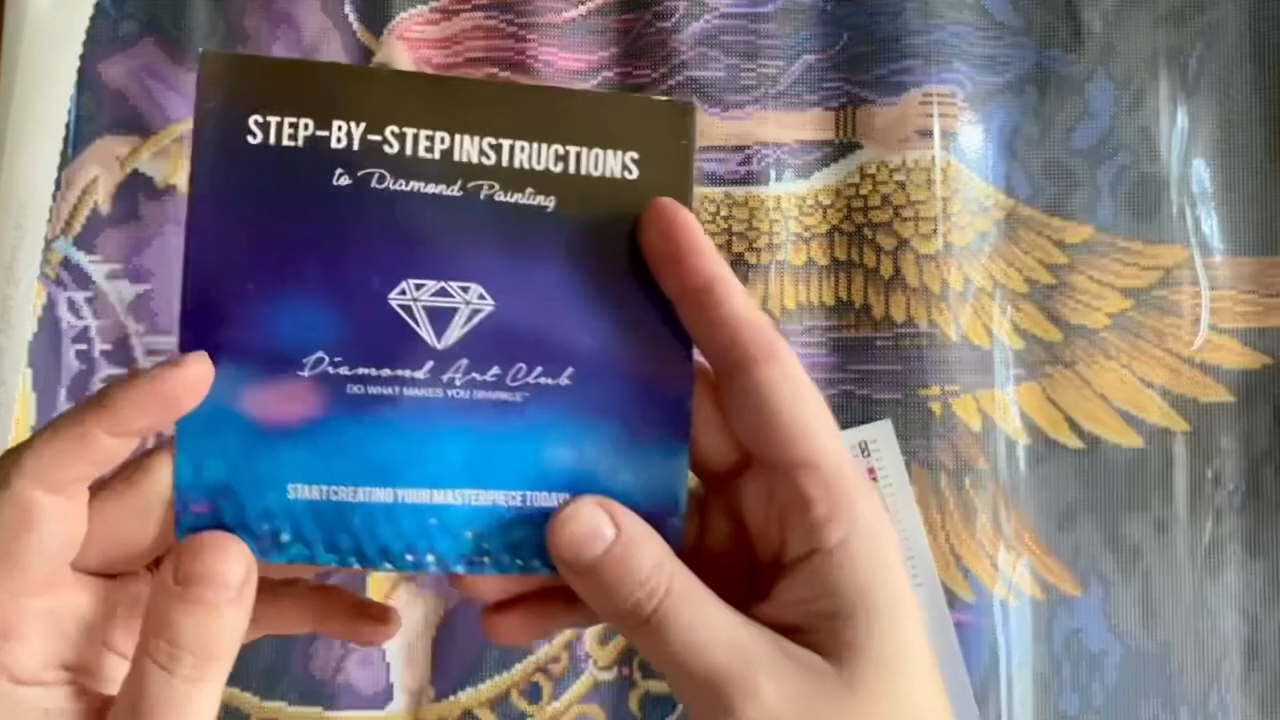 STEP-BY-STEP INSTRUCTIONS
to Diamond Painting
Diamond Art Club
DO WHAT MAKES YOU SPARKLE™
START CREATING YOUR MASTERPIECE TODAY!